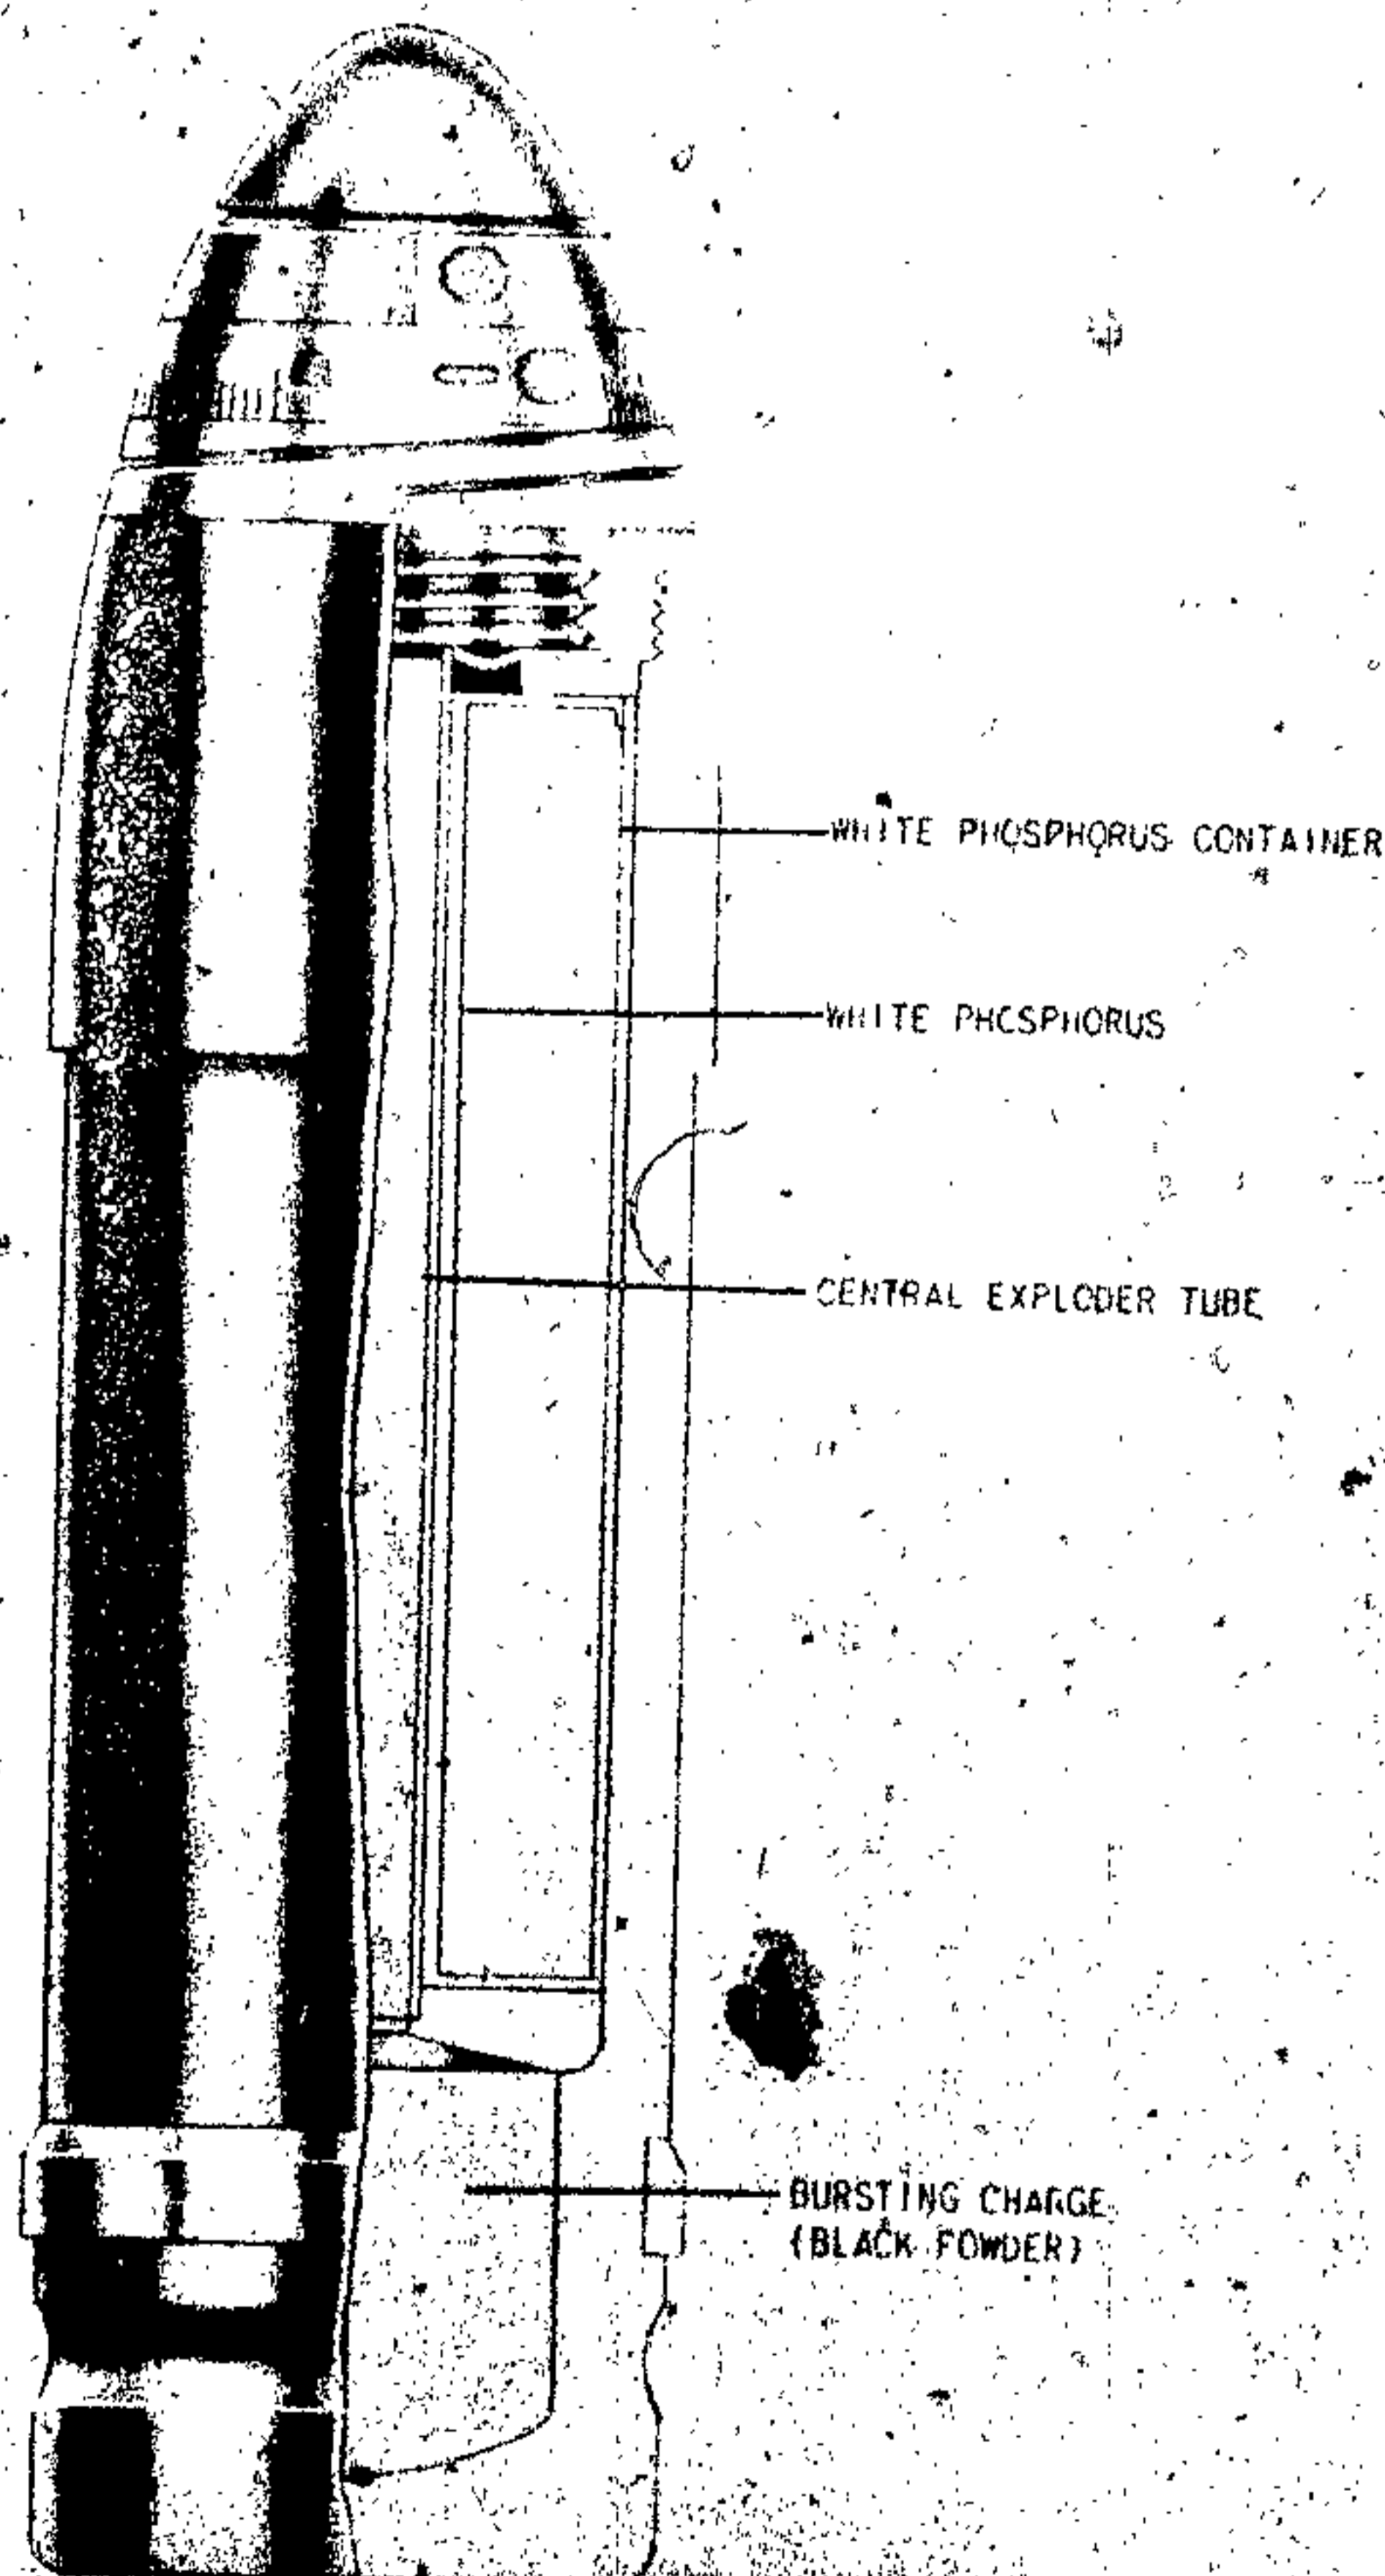 WHITE PHOSPHORUS CONTAINER
WHITE PHOSPHORUS
CENTRAL EXPLODER TUBE
BURSTING CHARGE
(BLACK POWDER)